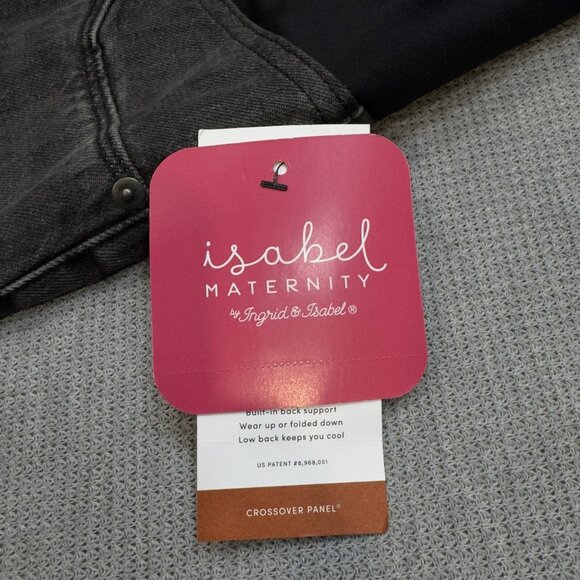 isabel
MATERNITY
by Ingrid & Isabel®
Built-in back support
Wear up or folded down
Low back keeps you cool
US PATENT #8,968,051
CROSSOVER PANEL®